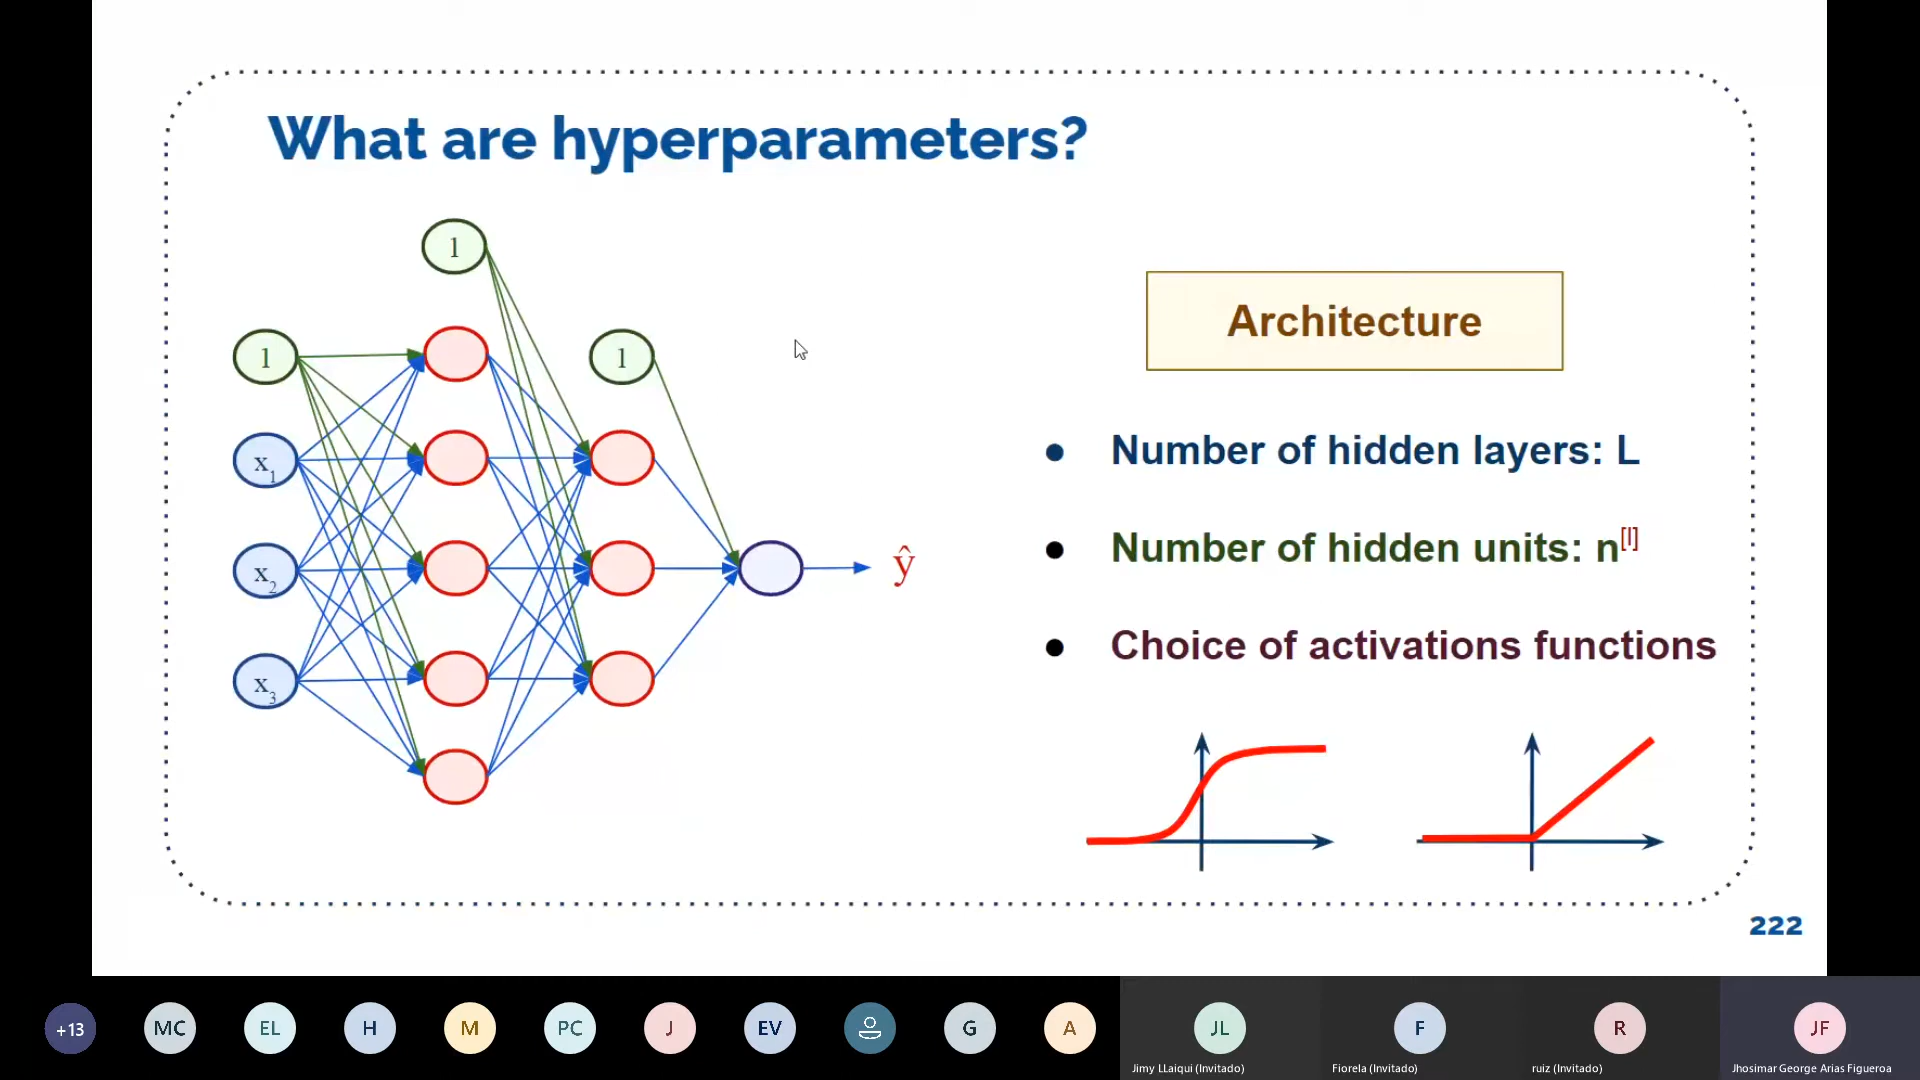 What are hyperparameters?
1
1
1
x1
x2
x3
ŷ
Architecture
● Number of hidden layers: L
● Number of hidden units: n[l]
● Choice of activations functions
222
+13
MC
EL
H
M
PC
J
EV
G
A
JL
F
R
JF
Jimy LLaiqui (Invitado)
Fiorela (Invitado)
ruiz (Invitado)
Jhosimar George Arias Figueroa